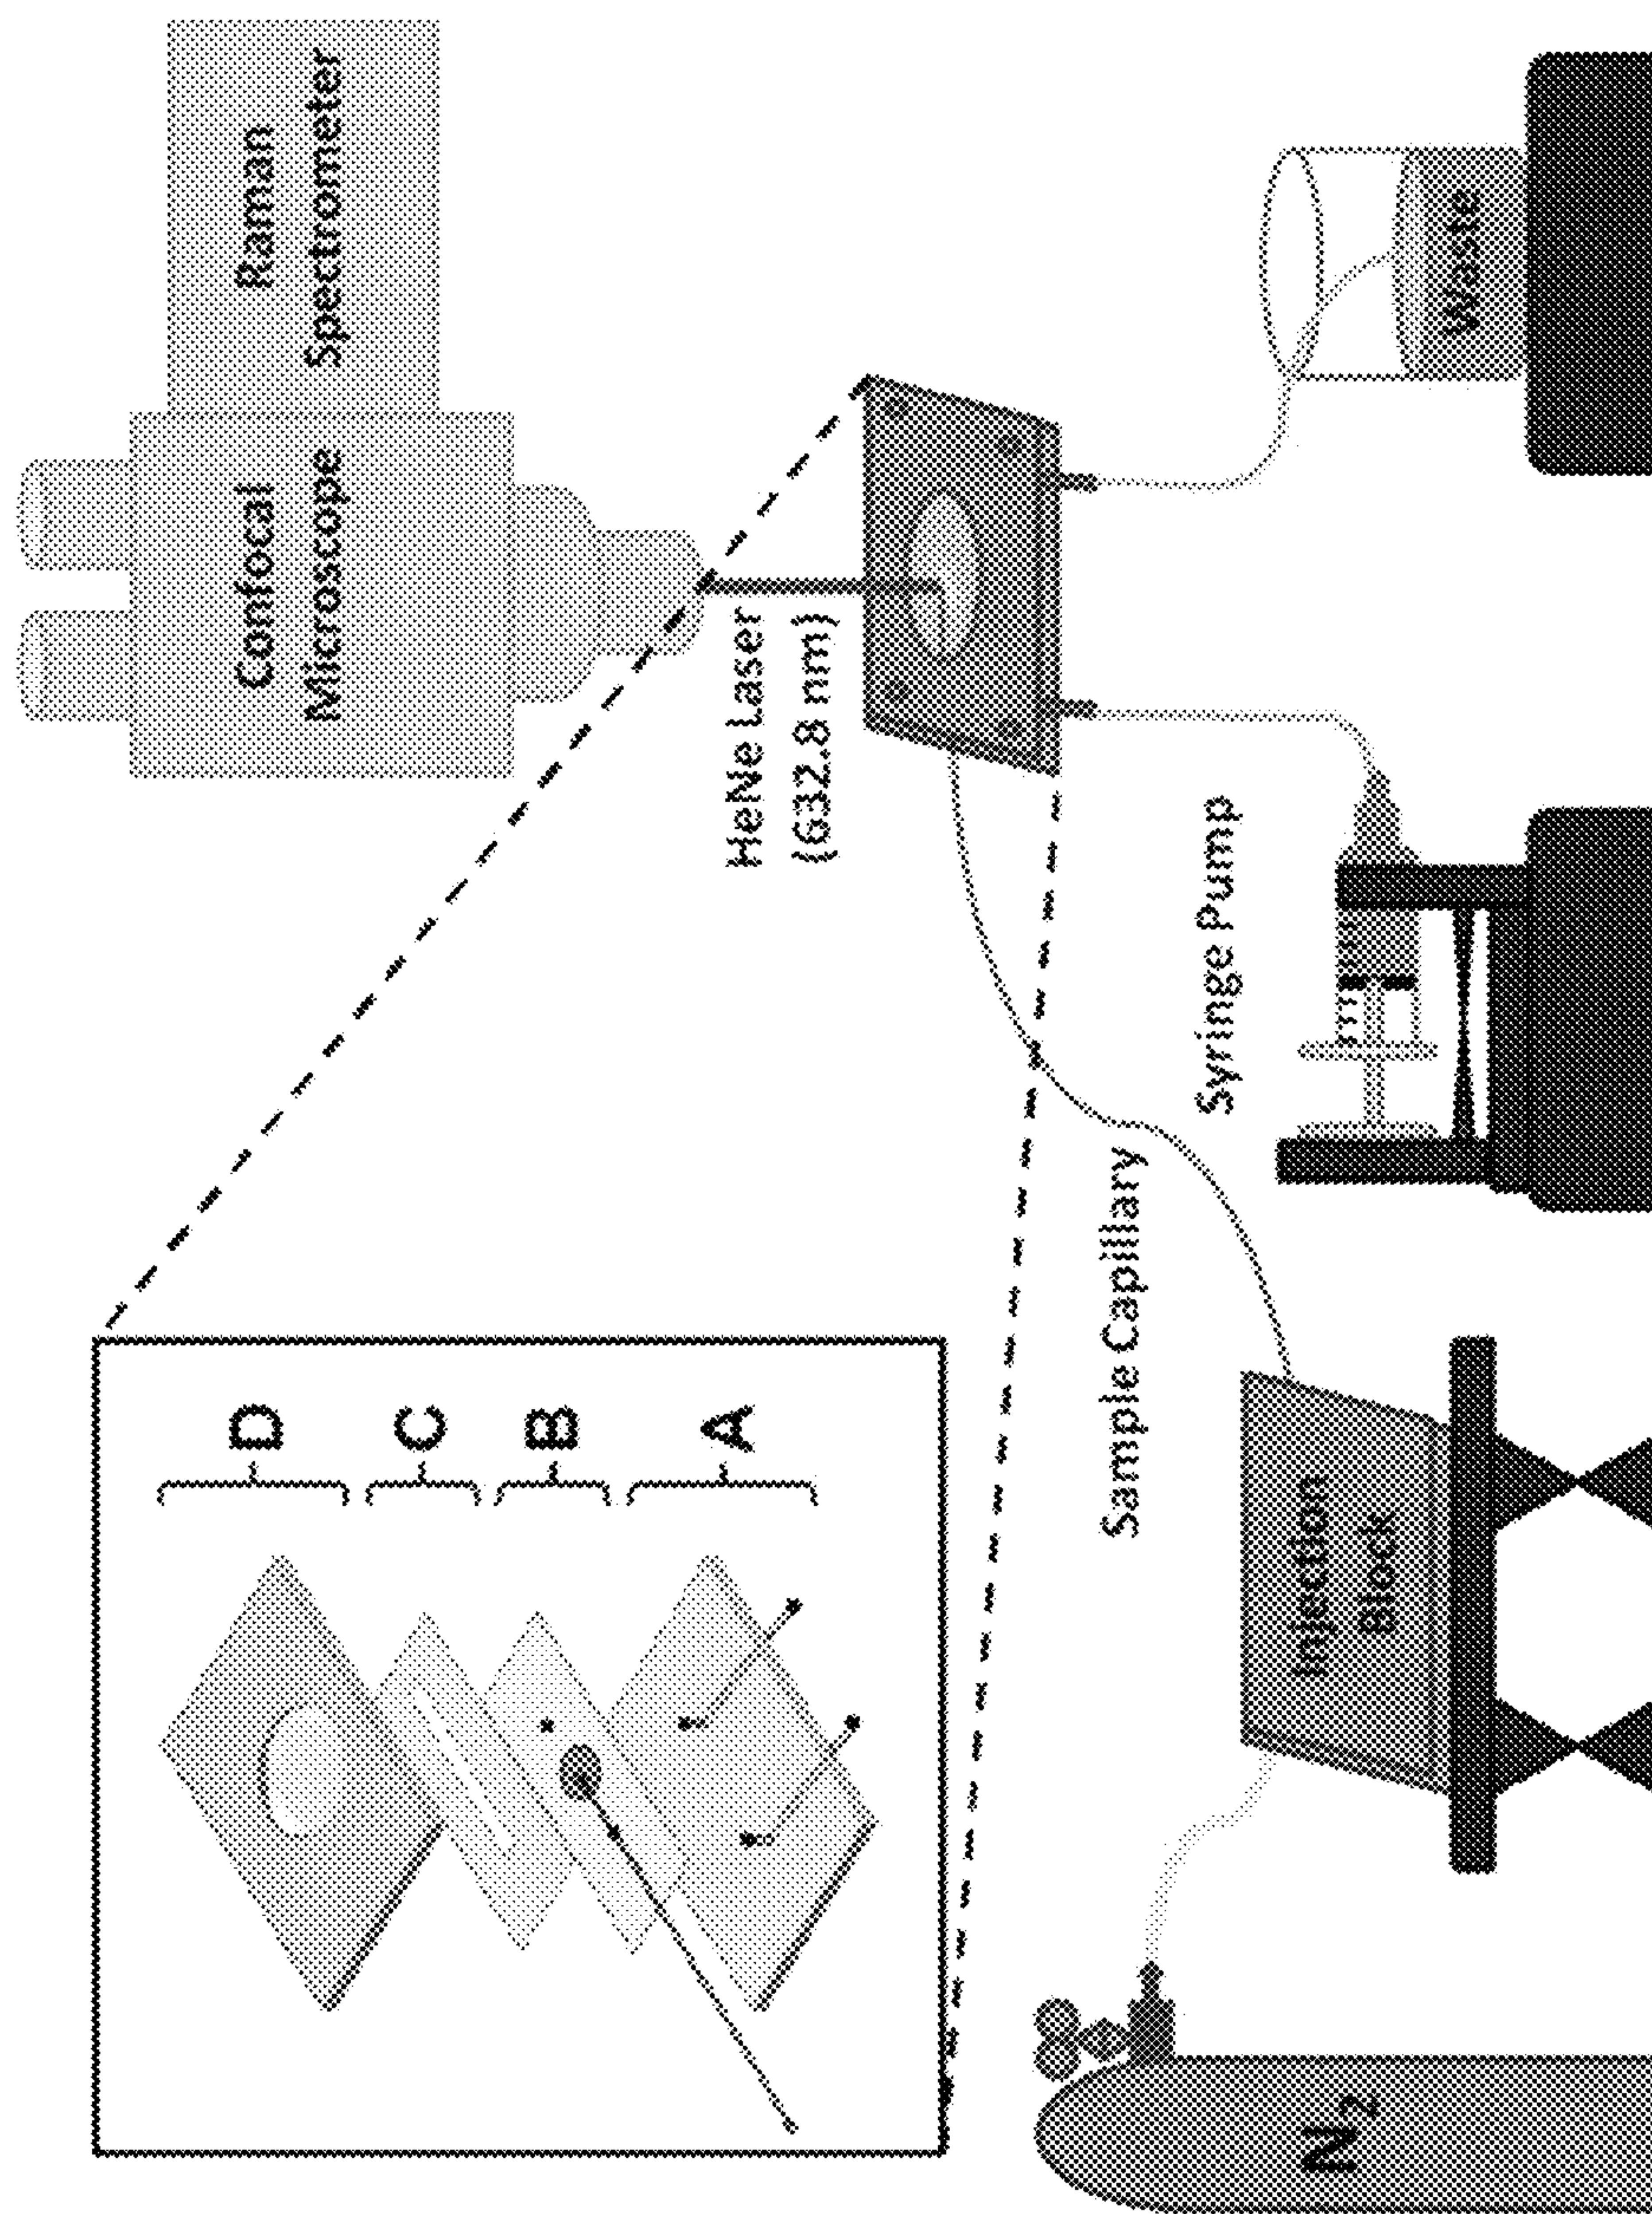 Confocal
Microscope
Raman
Spectrometer
D
C
B
A
HeNe Laser
(632.8 nm)
Sample Capillary
Syringe Pump
Injection
Block
Waste
N2